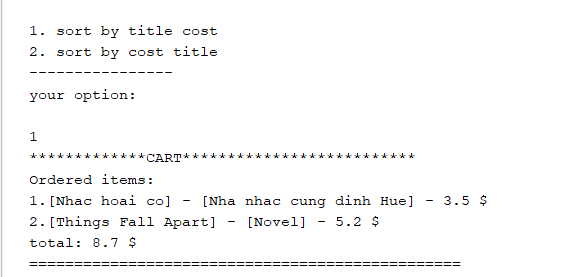 1. sort by title cost
2. sort by cost title
----------------
your option:
1
*************CART**************************
Ordered items:
1.[Nhac hoai co] - [Nha nhac cung dinh Hue] - 3.5 $
2.[Things Fall Apart] - [Novel] - 5.2 $
total: 8.7 $
================================================